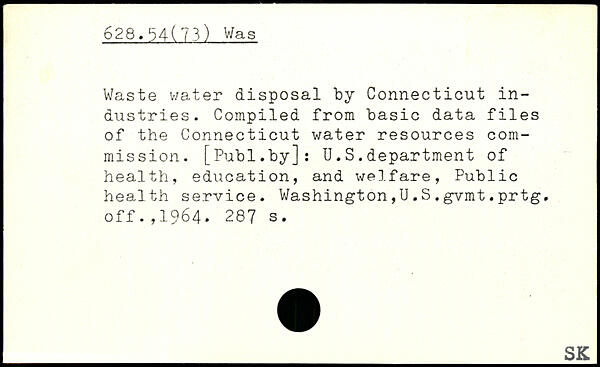 628.54(73) Was
Waste water disposal by Connecticut in-
dustries. Compiled from basic data files
of the Connecticut water resources com-
mission. [Publ.by]: U.S.department of
health, education, and welfare, Public
health service. Washington,U.S.gvmt.prtg.
off.,1964. 287 s.
SK